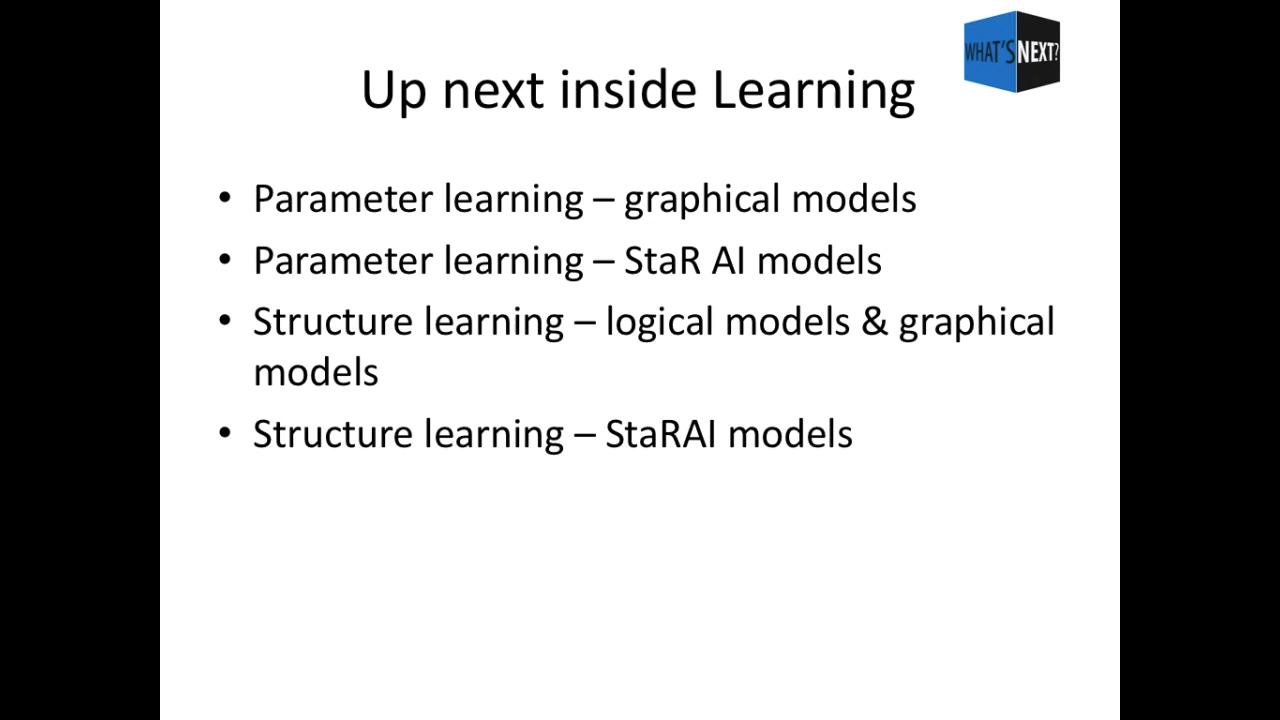 WHAT'S NEXT?
Up next inside Learning
• Parameter learning – graphical models
• Parameter learning – StaR AI models
• Structure learning – logical models & graphical
models
• Structure learning – StaRAI models